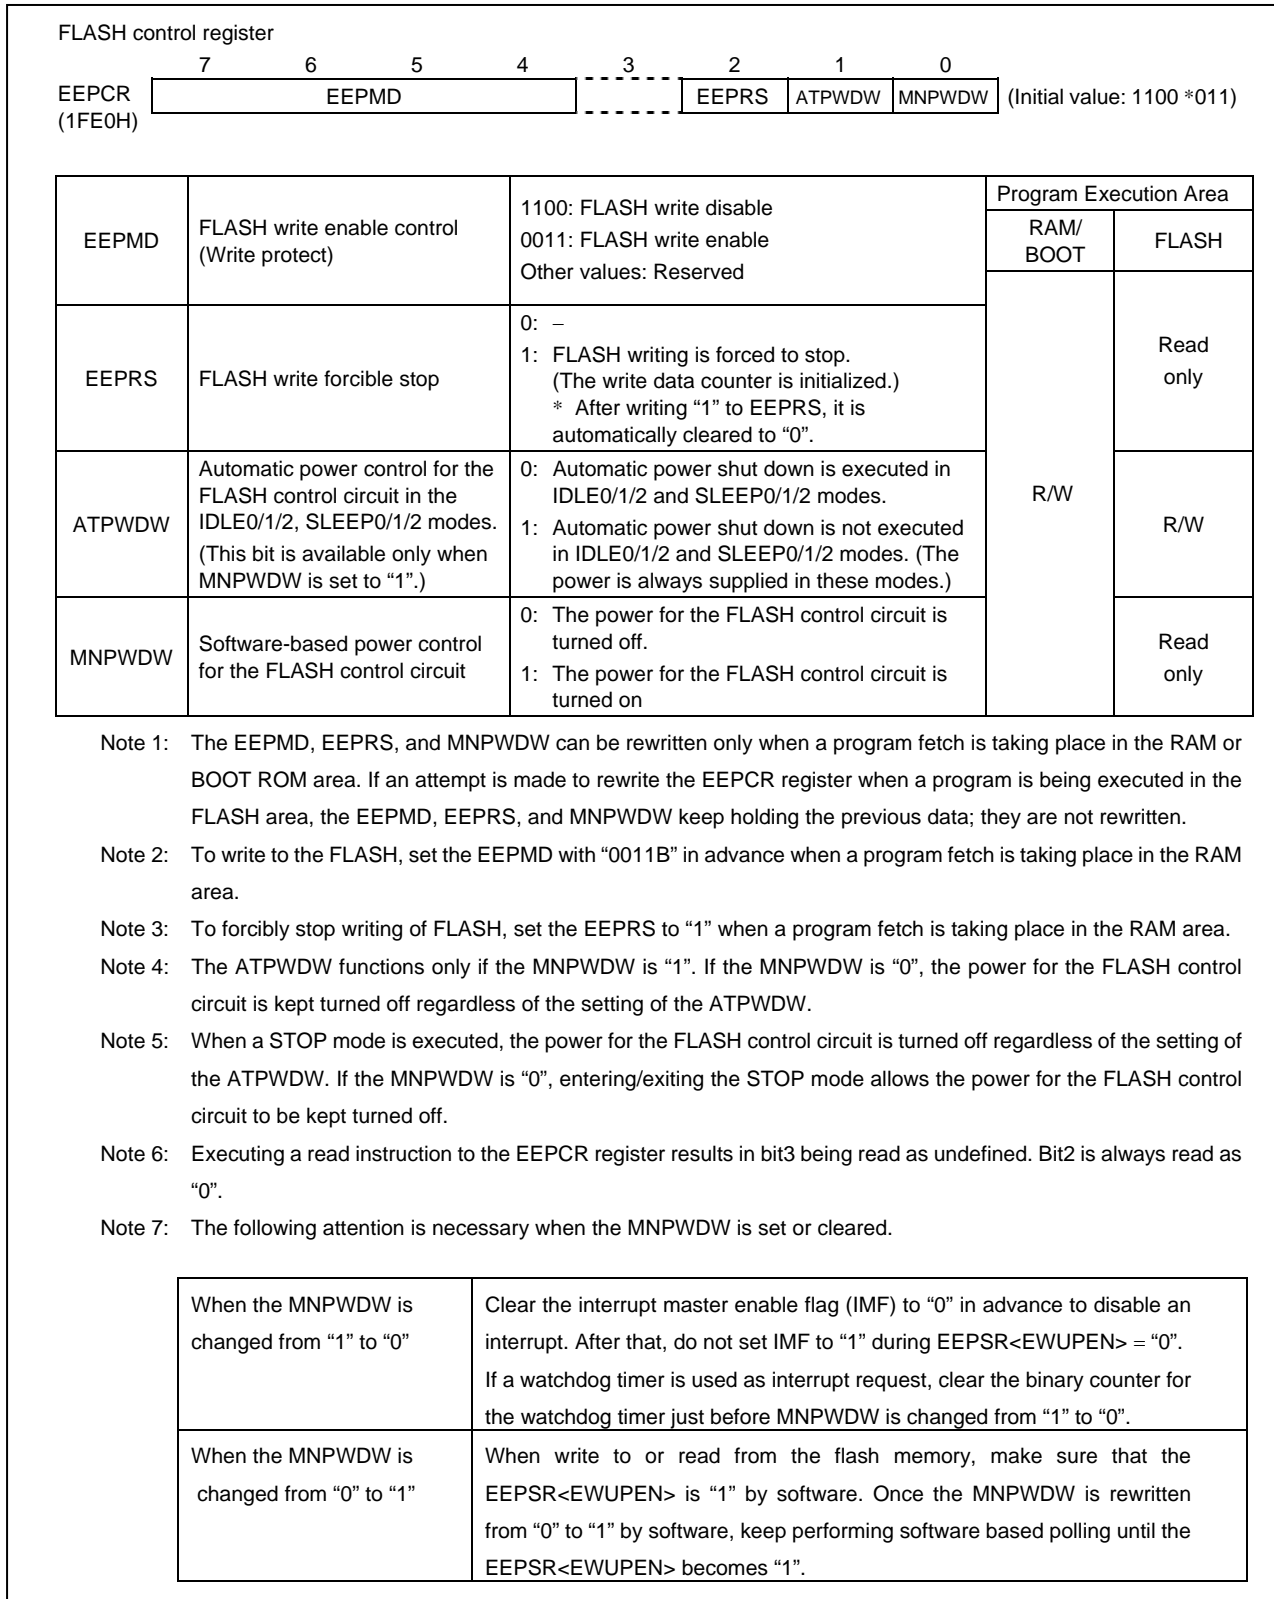 FLASH control register
7 6 5 4 3 2 1 0
EEPCR EEPMD EEPRS ATPWDW MNPWDW (Initial value: 1100 *011)
(1FE0H)
EEPMD
FLASH write enable control
(Write protect)
1100: FLASH write disable
0011: FLASH write enable
Other values: Reserved
Program Execution Area
RAM/
BOOT
FLASH
EEPRS
FLASH write forcible stop
0: –
1: FLASH writing is forced to stop.
(The write data counter is initialized.)
* After writing “1” to EEPRS, it is
automatically cleared to “0”.
Read
only
ATPWDW
Automatic power control for the
FLASH control circuit in the
IDLE0/1/2, SLEEP0/1/2 modes.
(This bit is available only when
MNPWDW is set to “1”.)
0: Automatic power shut down is executed in
IDLE0/1/2 and SLEEP0/1/2 modes.
1: Automatic power shut down is not executed
in IDLE0/1/2 and SLEEP0/1/2 modes. (The
power is always supplied in these modes.)
R/W
R/W
MNPWDW
Software-based power control
for the FLASH control circuit
0: The power for the FLASH control circuit is
turned off.
1: The power for the FLASH control circuit is
turned on
Read
only
Note 1: The EEPMD, EEPRS, and MNPWDW can be rewritten only when a program fetch is taking place in the RAM or
BOOT ROM area. If an attempt is made to rewrite the EEPCR register when a program is being executed in the
FLASH area, the EEPMD, EEPRS, and MNPWDW keep holding the previous data; they are not rewritten.
Note 2: To write to the FLASH, set the EEPMD with “0011B” in advance when a program fetch is taking place in the RAM
area.
Note 3: To forcibly stop writing of FLASH, set the EEPRS to “1” when a program fetch is taking place in the RAM area.
Note 4: The ATPWDW functions only if the MNPWDW is “1”. If the MNPWDW is “0”, the power for the FLASH control
circuit is kept turned off regardless of the setting of the ATPWDW.
Note 5: When a STOP mode is executed, the power for the FLASH control circuit is turned off regardless of the setting of
the ATPWDW. If the MNPWDW is “0”, entering/exiting the STOP mode allows the power for the FLASH control
circuit to be kept turned off.
Note 6: Executing a read instruction to the EEPCR register results in bit3 being read as undefined. Bit2 is always read as
“0”.
Note 7: The following attention is necessary when the MNPWDW is set or cleared.
When the MNPWDW is
changed from “1” to “0”
Clear the interrupt master enable flag (IMF) to “0” in advance to disable an
interrupt. After that, do not set IMF to “1” during EEPSR<EWUPEN> = “0”.
If a watchdog timer is used as interrupt request, clear the binary counter for
the watchdog timer just before MNPWDW is changed from “1” to “0”.
When the MNPWDW is
changed from “0” to “1”
When write to or read from the flash memory, make sure that the
EEPSR<EWUPEN> is “1” by software. Once the MNPWDW is rewritten
from “0” to “1” by software, keep performing software based polling until the
EEPSR<EWUPEN> becomes “1”.